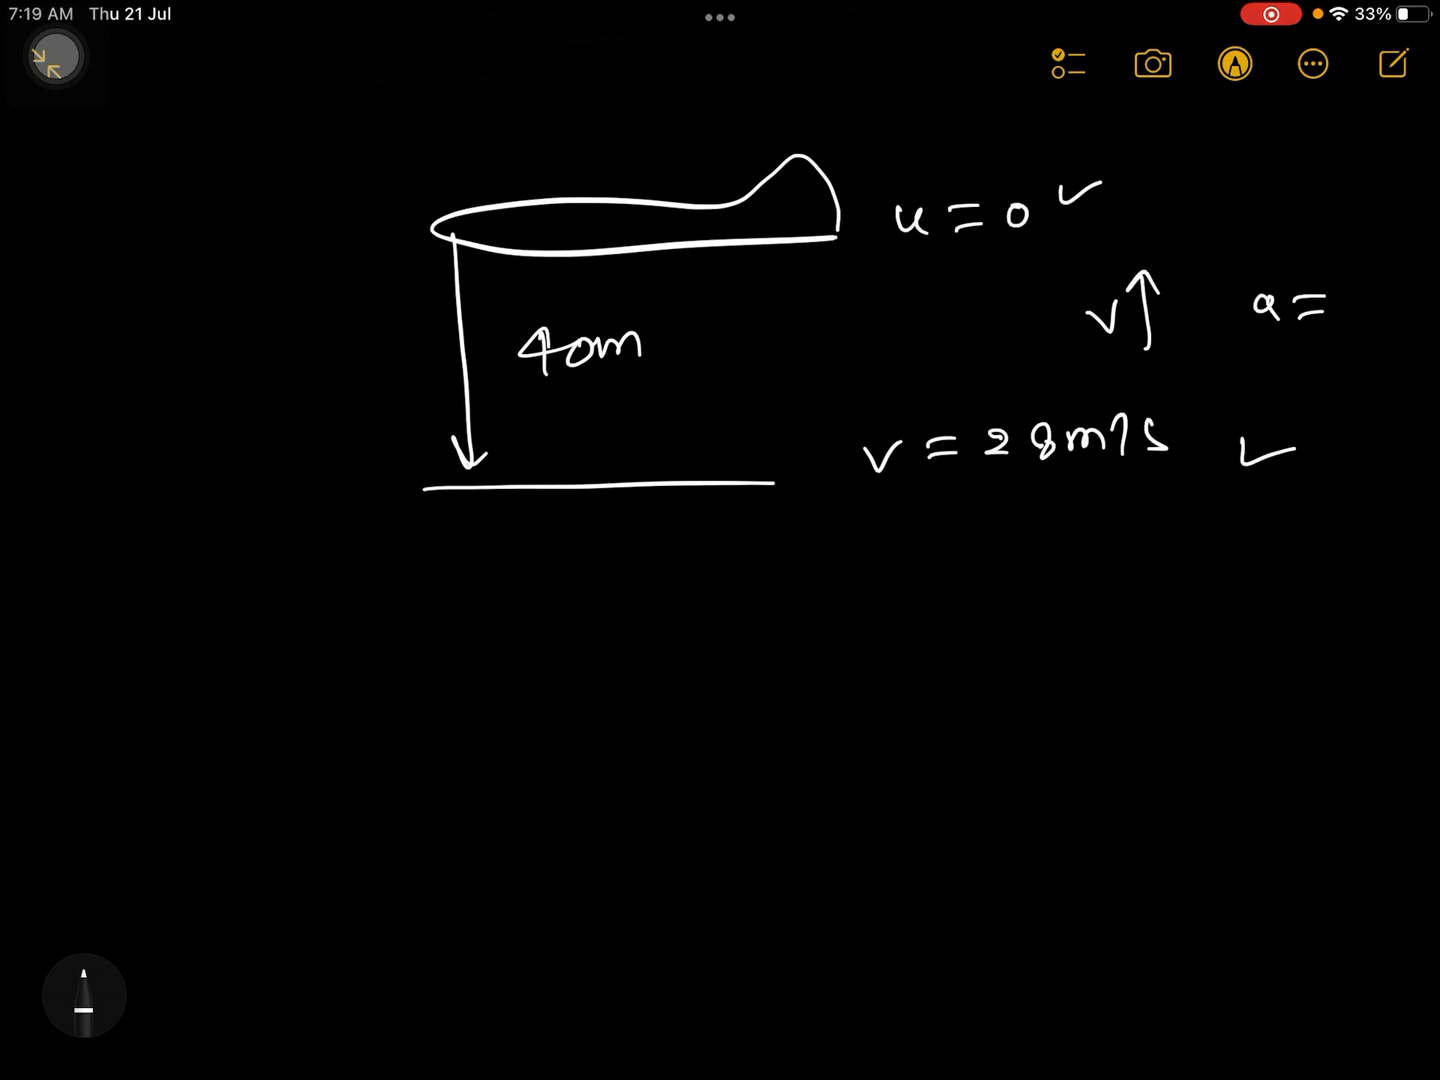 7:19 AM Thu 21 Jul
33%
u = 0 ✓
40m
v ↑ a =
v = 28m/s ✓